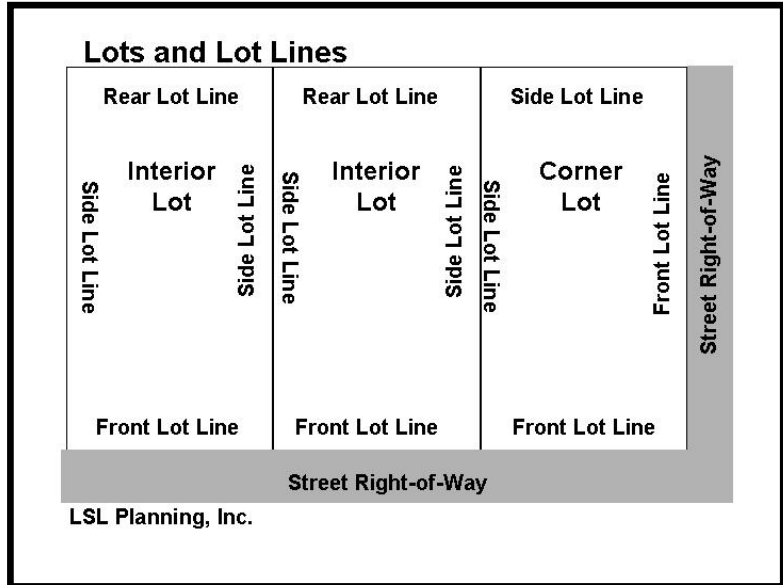 Lots and Lot Lines
Rear Lot Line
Rear Lot Line
Side Lot Line
Side Lot Line
Interior
Lot
Side Lot Line
Side Lot Line
Interior
Lot
Side Lot Line
Side Lot Line
Corner
Lot
Front Lot Line
Street Right-of-Way
Front Lot Line
Front Lot Line
Front Lot Line
Street Right-of-Way
LSL Planning, Inc.